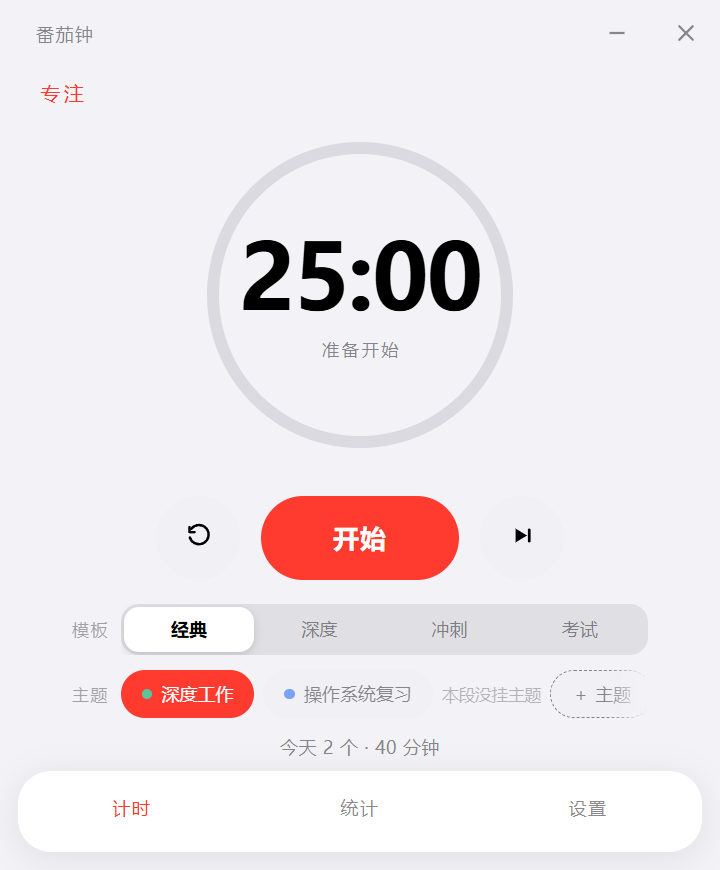 番茄钟
专注
25:00
准备开始
开始
模板 经典 深度 冲刺 考试
主题 深度工作 操作系统复习 本段没挂主题 + 主题
今天 2 个 · 40 分钟
计时 统计 设置